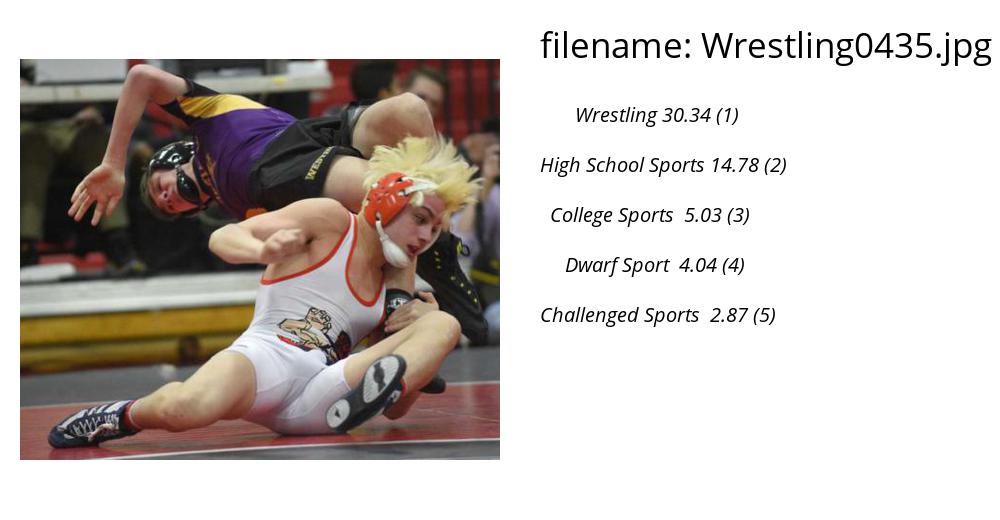 filename: Wrestling0435.jpg
Wrestling 30.34 (1)
High School Sports 14.78 (2)
College Sports 5.03 (3)
Dwarf Sport 4.04 (4)
Challenged Sports 2.87 (5)